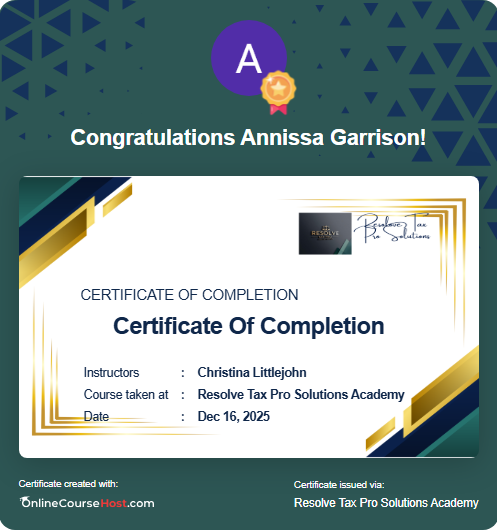 A
Congratulations Annissa Garrison!
RESOLVE
Resolove Tax
Pro Solutions
CERTIFICATE OF COMPLETION
Certificate Of Completion
Instructors : Christina Littlejohn
Course taken at : Resolve Tax Pro Solutions Academy
Date : Dec 16, 2025
Certificate created with: Certificate issued via:
OnlineCourseHost.com Resolve Tax Pro Solutions Academy